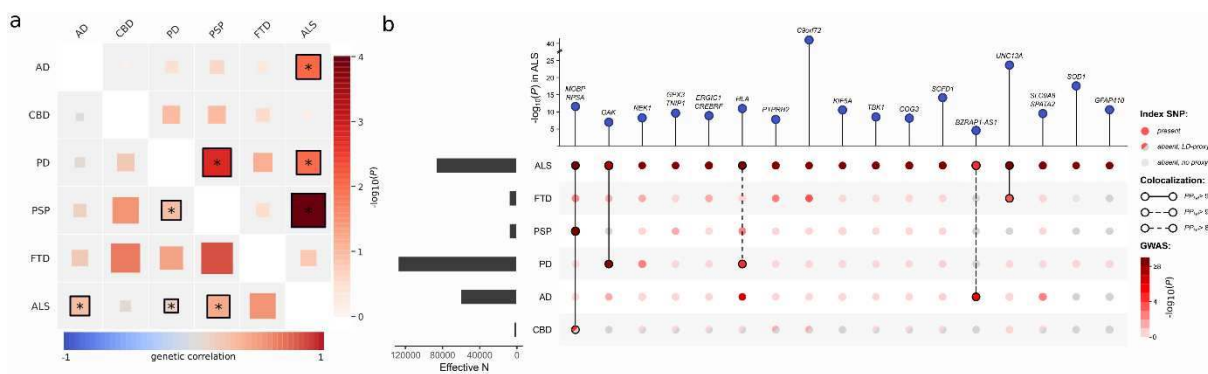 a
AD
CBD
PD
PSP
FTD
ALS
AD
CBD
PD
PSP
FTD
ALS
*
*
*
*
*
*
*
*
4
3
2
1
0
-log10(P)
-1
genetic correlation
1
b
-log10(P) in ALS
40
25
20
15
10
5
MOBP
RPSA
GAK
NEK1
GPX3
TNIP1
ERGIC1
CREBRF
HLA
PTPRN2
C9orf72
KIF5A
TBK1
COG3
SCFD1
BZRAP1-AS1
UNC13A
SLC9A8
SPATA2
SOD1
GFAP410
ALS
FTD
PSP
PD
AD
CBD
120000
80000
40000
0
Effective N
Index SNP:
present
absent, LD-proxy
absent, no proxy
Colocalization:
GWAS:
28
4
0
-log10(P)